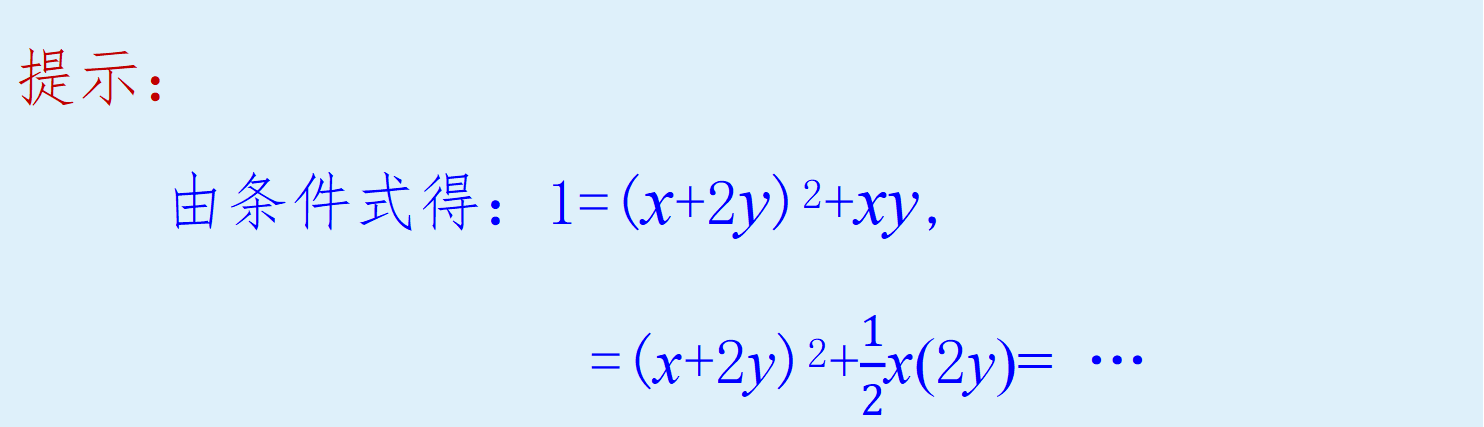 提示：
由条件式得：1=(x+2y)²+xy,
=(x+2y)²+½x(2y)= …